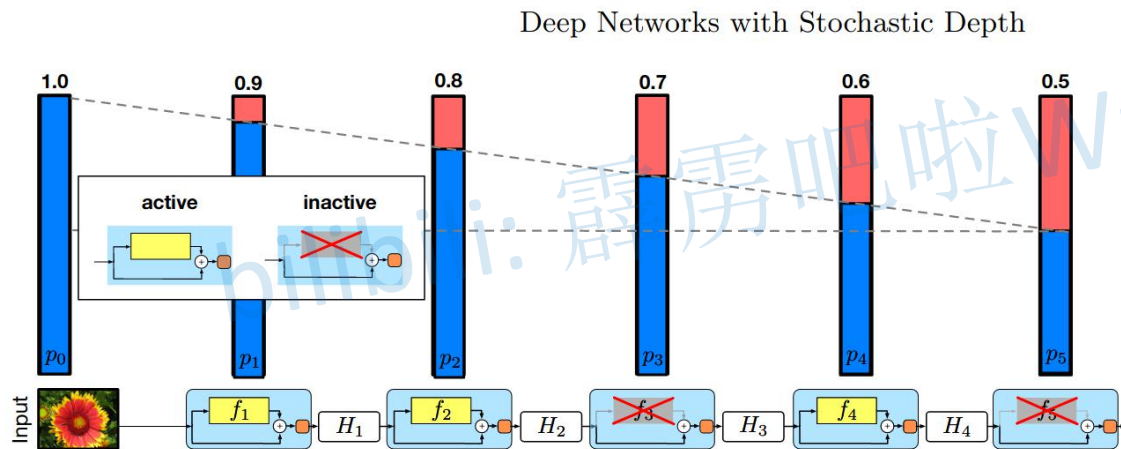 Deep Networks with Stochastic Depth
1.0 0.9 0.8 0.7 0.6 0.5
active inactive
bilibili: 霹雳吧啦W
p0 p1 p2 p3 p4 p5
Input f1 H1 f2 H2 f3 H3 f4 H4 f5